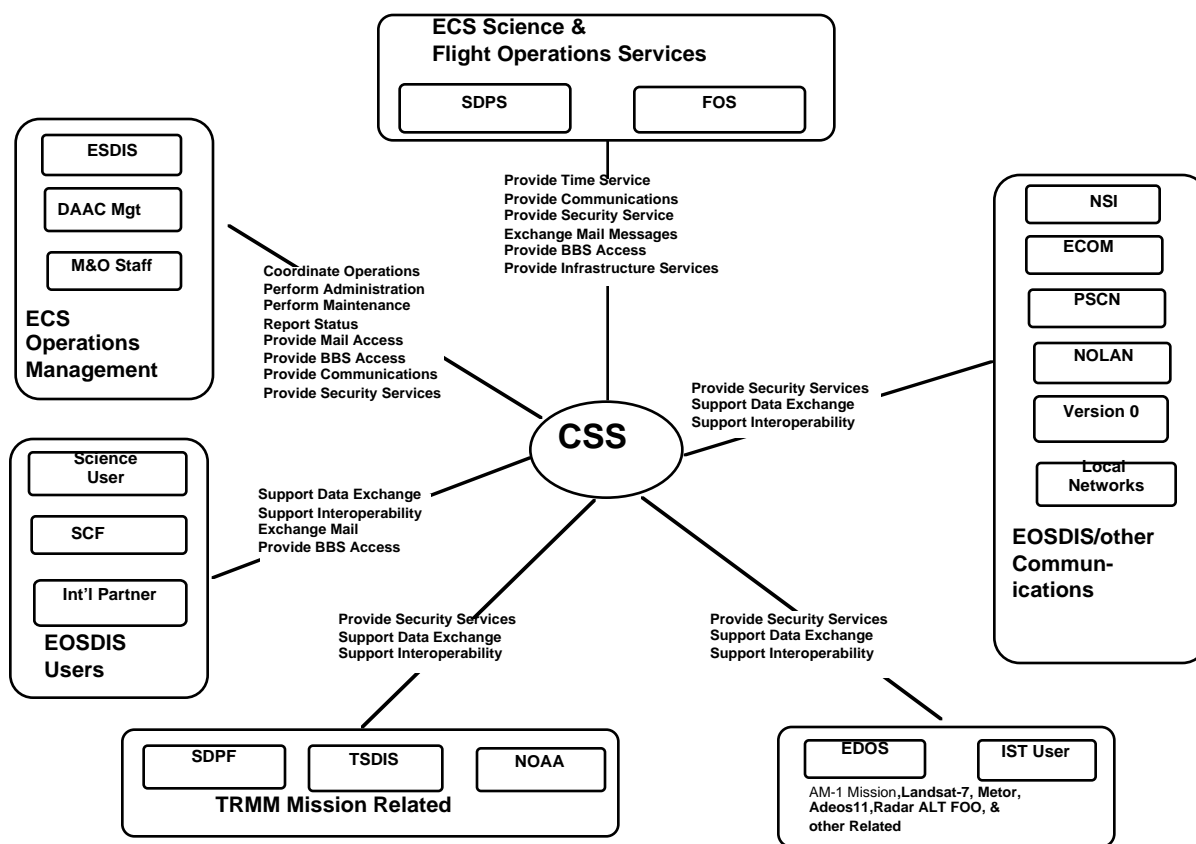 ECS Science &
Flight Operations Services
SDPS
FOS
ESDIS
DAAC Mgt
M&O Staff
ECS
Operations
Management
Provide Time Service
Provide Communications
Provide Security Service
Exchange Mail Messages
Provide BBS Access
Provide Infrastructure Services
NSI
ECOM
PSCN
NOLAN
Version 0
Local
Networks
EOSDIS/other
Commun-
ications
Coordinate Operations
Perform Administration
Perform Maintenance
Report Status
Provide Mail Access
Provide BBS Access
Provide Communications
Provide Security Services
Provide Security Services
Support Data Exchange
Support Interoperability
CSS
Science
User
SCF
Int'l Partner
EOSDIS
Users
Support Data Exchange
Support Interoperability
Exchange Mail
Provide BBS Access
Provide Security Services
Support Data Exchange
Support Interoperability
Provide Security Services
Support Data Exchange
Support Interoperability
SDPF
TSDIS
NOAA
TRMM Mission Related
EDOS
IST User
AM-1 Mission,Landsat-7, Metor,
Adeos11,Radar ALT FOO, &
other Related